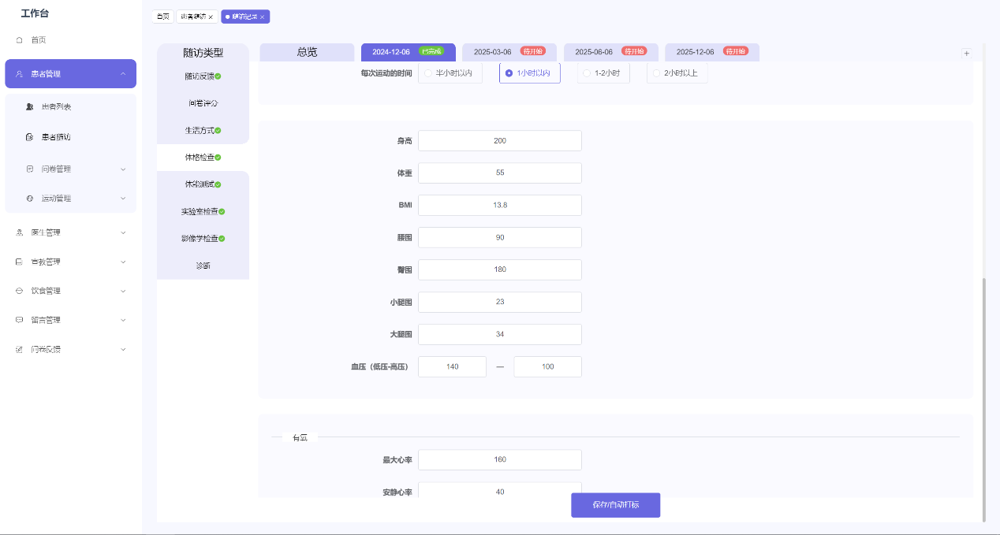 工作台
首页
患者管理
患者列表
患者随访
问卷管理
运动管理
医生管理
宣教管理
饮食管理
留言管理
问卷反馈
首页 患者随访 × 随访记录 ×
随访类型
随访反馈
问卷评分
生活方式
体格检查
体能测试
实验室检查
影像学检查
诊断
总览 2024-12-06 已完成 2025-03-06 待开始 2025-06-06 待开始 2025-12-06 待开始 +
每次运动的时间 半小时以内 1小时以内 1-2小时 2小时以上
身高 200
体重 55
BMI 13.8
腰围 90
臀围 180
小腿围 23
大腿围 34
血压（低压-高压） 140 — 100
有氧
最大心率 160
安静心率 40
保存/自动打标